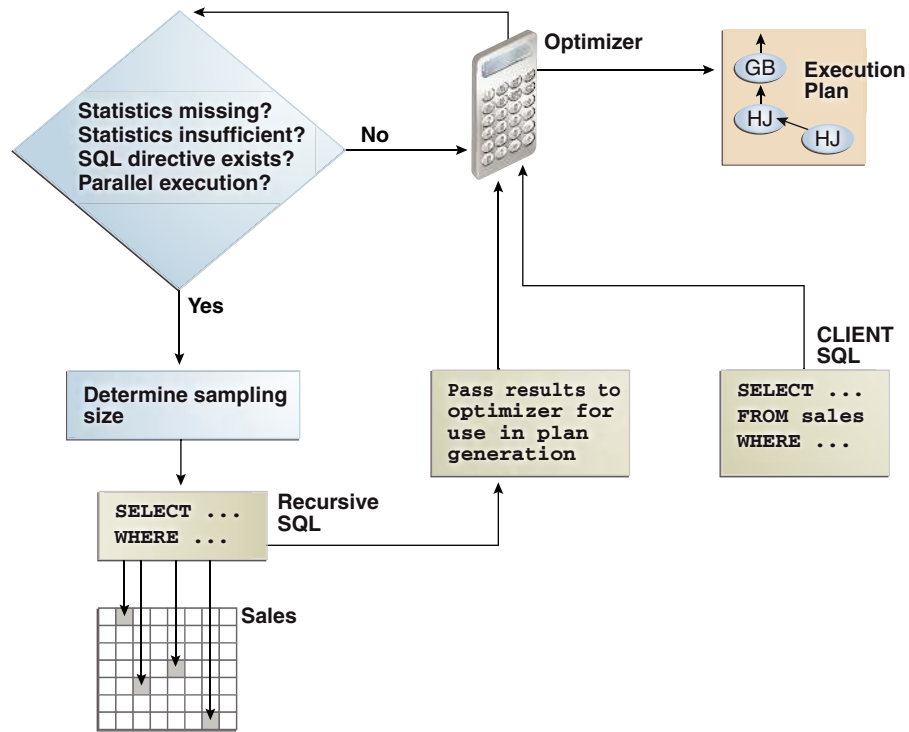 Optimizer
GB
HJ
HJ
Execution
Plan
Statistics missing?
Statistics insufficient?
SQL directive exists?
Parallel execution?
No
Yes
CLIENT
SQL
Determine sampling
size
Pass results to
optimizer for
use in plan
generation
SELECT ...
FROM sales
WHERE ...
Recursive
SQL
SELECT ...
WHERE ...
Sales